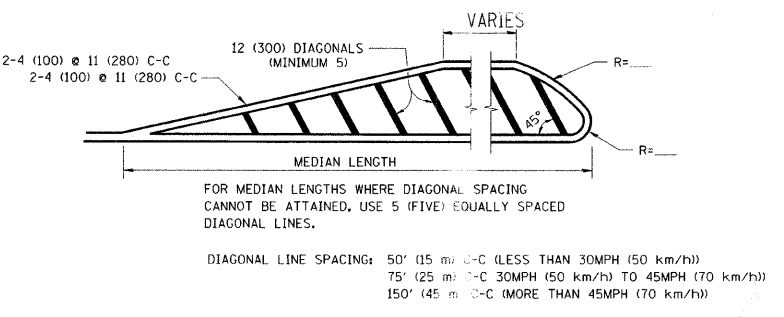 VARIES
12 (300) DIAGONALS
(MINIMUM 5)
2-4 (100) @ 11 (280) C-C
2-4 (100) @ 11 (280) C-C
R=___
45°
R=___
MEDIAN LENGTH
FOR MEDIAN LENGTHS WHERE DIAGONAL SPACING
CANNOT BE ATTAINED, USE 5 (FIVE) EQUALLY SPACED
DIAGONAL LINES.
DIAGONAL LINE SPACING: 50' (15 m) C-C (LESS THAN 30MPH (50 km/h))
75' (25 m) C-C 30MPH (50 km/h) TO 45MPH (70 km/h))
150' (45 m) C-C (MORE THAN 45MPH (70 km/h))